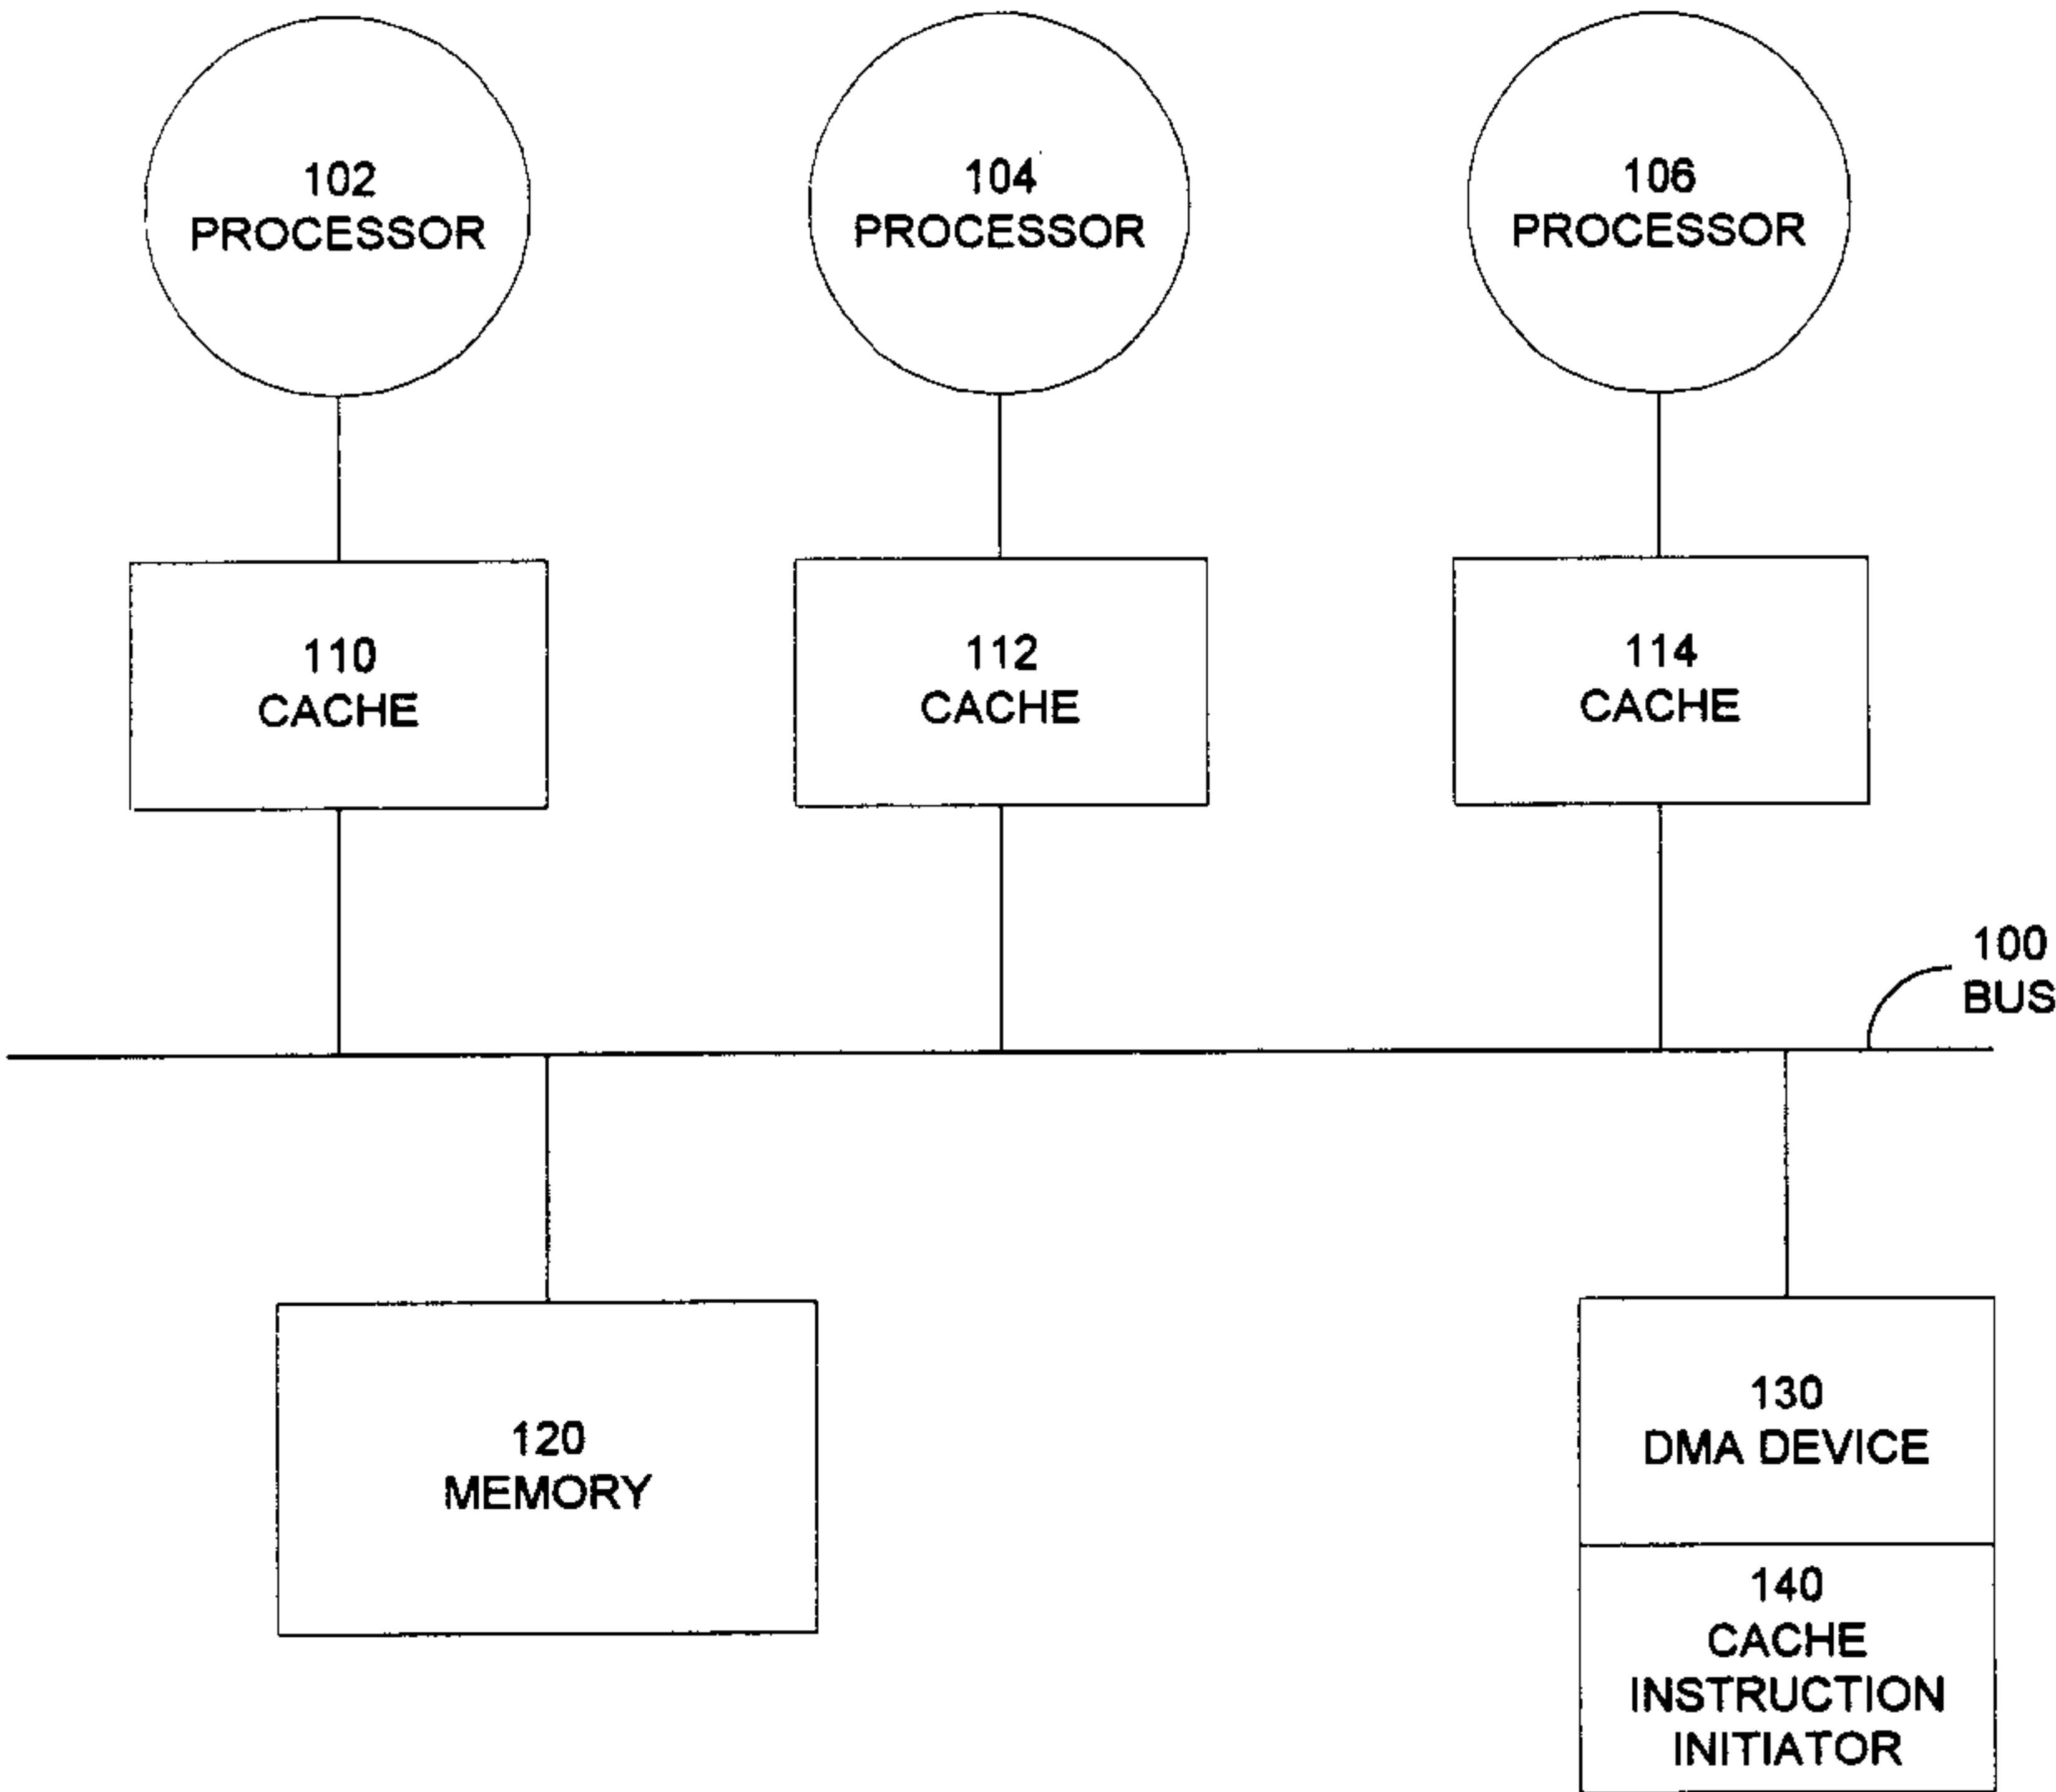 102
PROCESSOR
104
PROCESSOR
106
PROCESSOR
110
CACHE
112
CACHE
114
CACHE
100
BUS
120
MEMORY
130
DMA DEVICE
140
CACHE
INSTRUCTION
INITIATOR